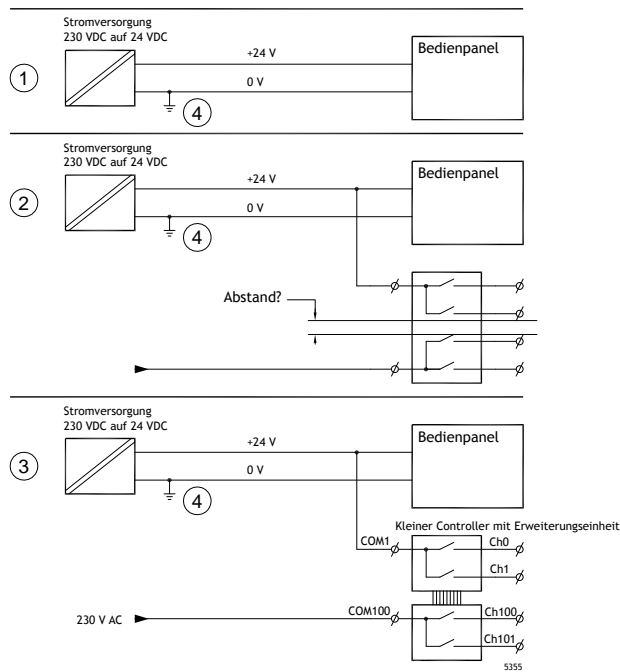 Stromversorgung
230 VDC auf 24 VDC
+24 V
Bedienpanel
1
0 V
4
Stromversorgung
230 VDC auf 24 VDC
+24 V
Bedienpanel
2
0 V
4
Abstand?
Stromversorgung
230 VDC auf 24 VDC
+24 V
Bedienpanel
3
0 V
4
Kleiner Controller mit Erweiterungseinheit
COM1
Ch0
Ch1
230 V AC
COM100
Ch100
Ch101
5355